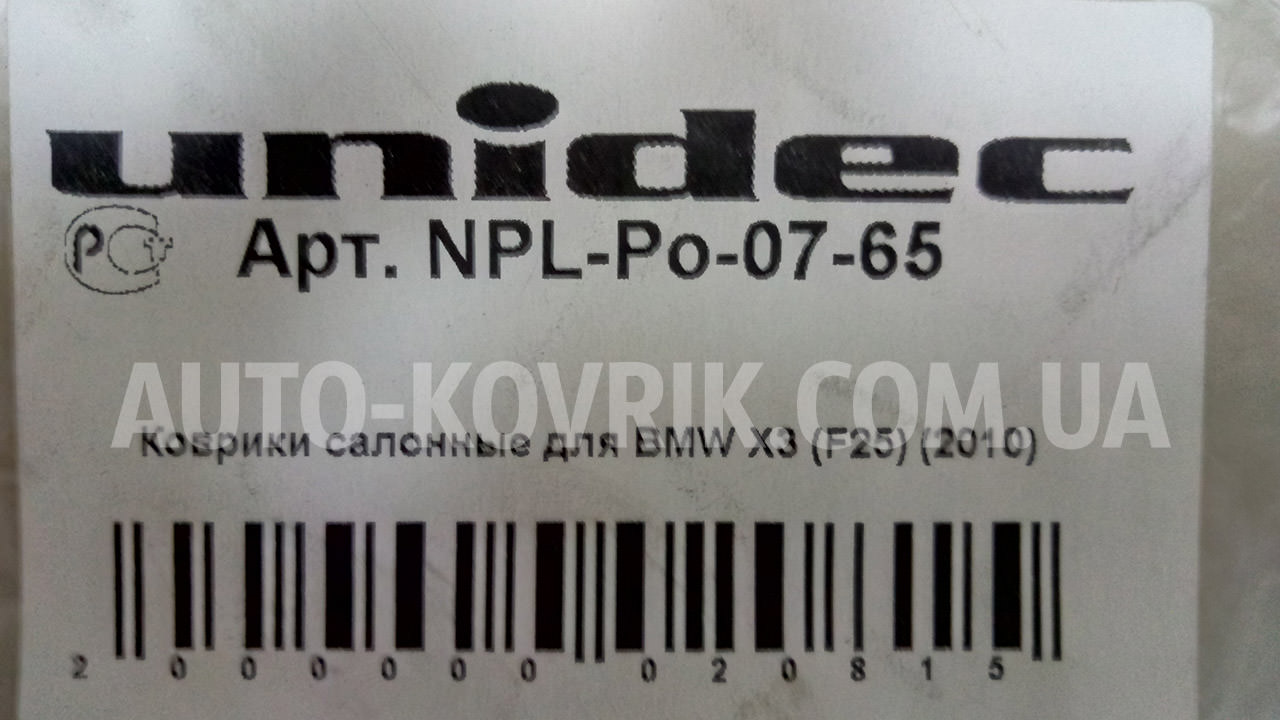 unidec
РСТ Арт. NPL-Po-07-65
AUTO-KOVRIK.COM.UA
Коврики салонные для BMW X3 (F25) (2010)
2 000000 020815